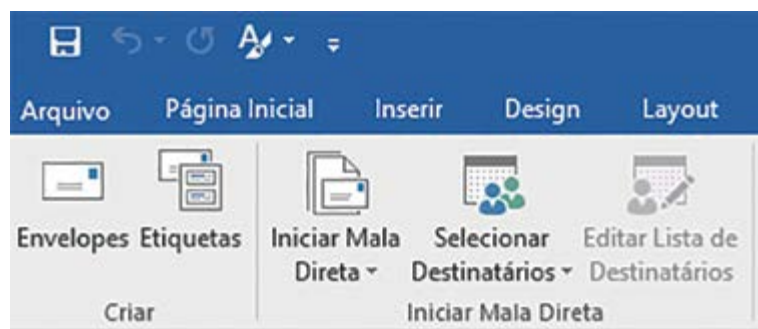 Arquivo Página Inicial Inserir Design Layout
Envelopes Etiquetas Iniciar Mala Direta Selecionar Destinatários Editar Lista de Destinatários
Criar Iniciar Mala Direta